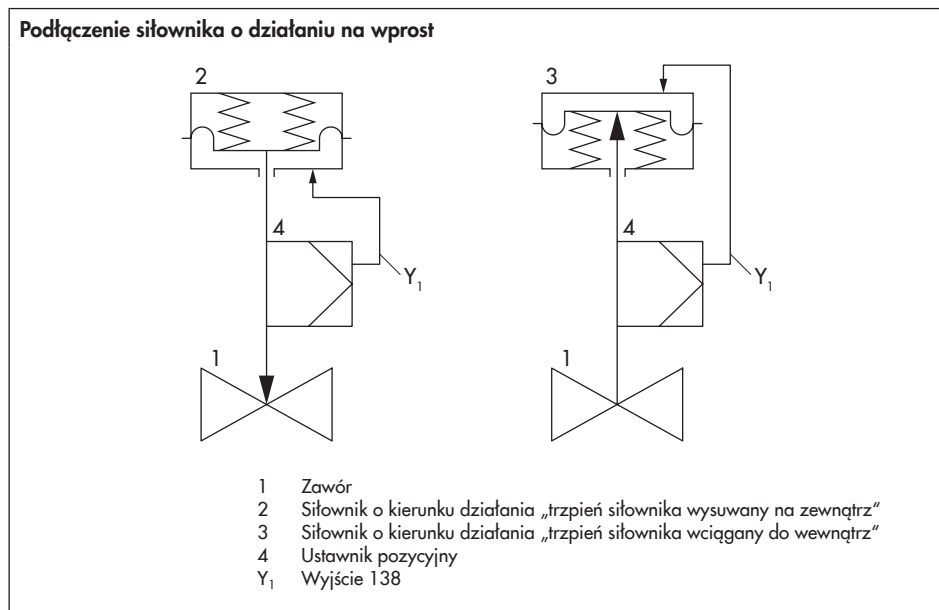 Podłączenie siłownika o działaniu na wprost
2
3
4
4
Y1
Y1
1
1
1 Zawór
2 Siłownik o kierunku działania „trzpień siłownika wysuwany na zewnątrz“
3 Siłownik o kierunku działania „trzpień siłownika wciągany do wewnątrz“
4 Ustawnik pozycyjny
Y1 Wyjście 138